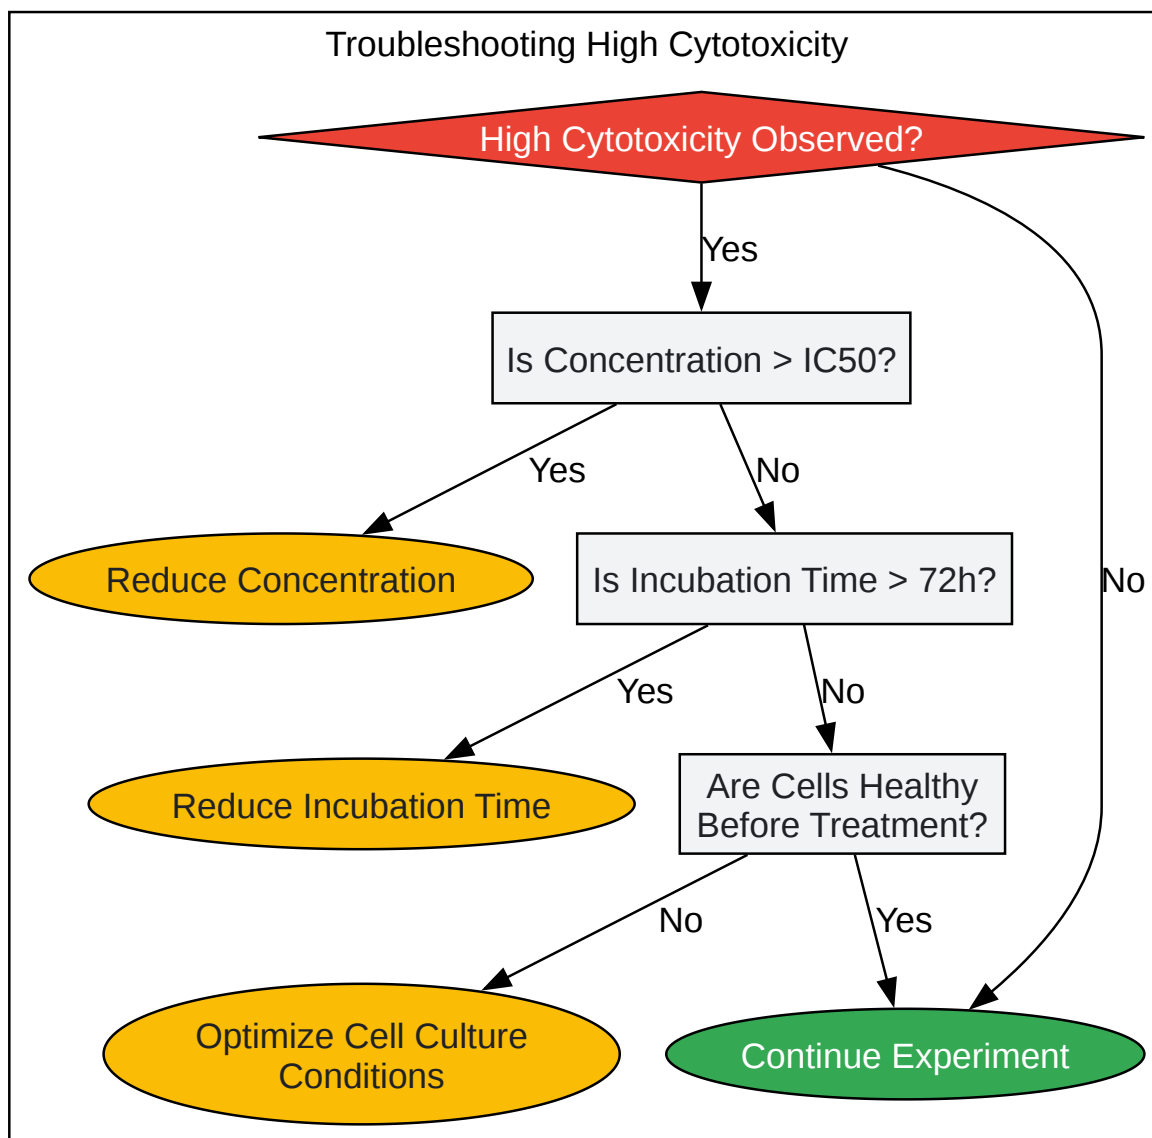 Troubleshooting High Cytotoxicity
High Cytotoxicity Observed?
Yes
Is Concentration > IC50?
Yes
No
Reduce Concentration
Is Incubation Time > 72h?
No
Yes
No
Reduce Incubation Time
Are Cells Healthy
Before Treatment?
No
Yes
Optimize Cell Culture
Conditions
Continue Experiment